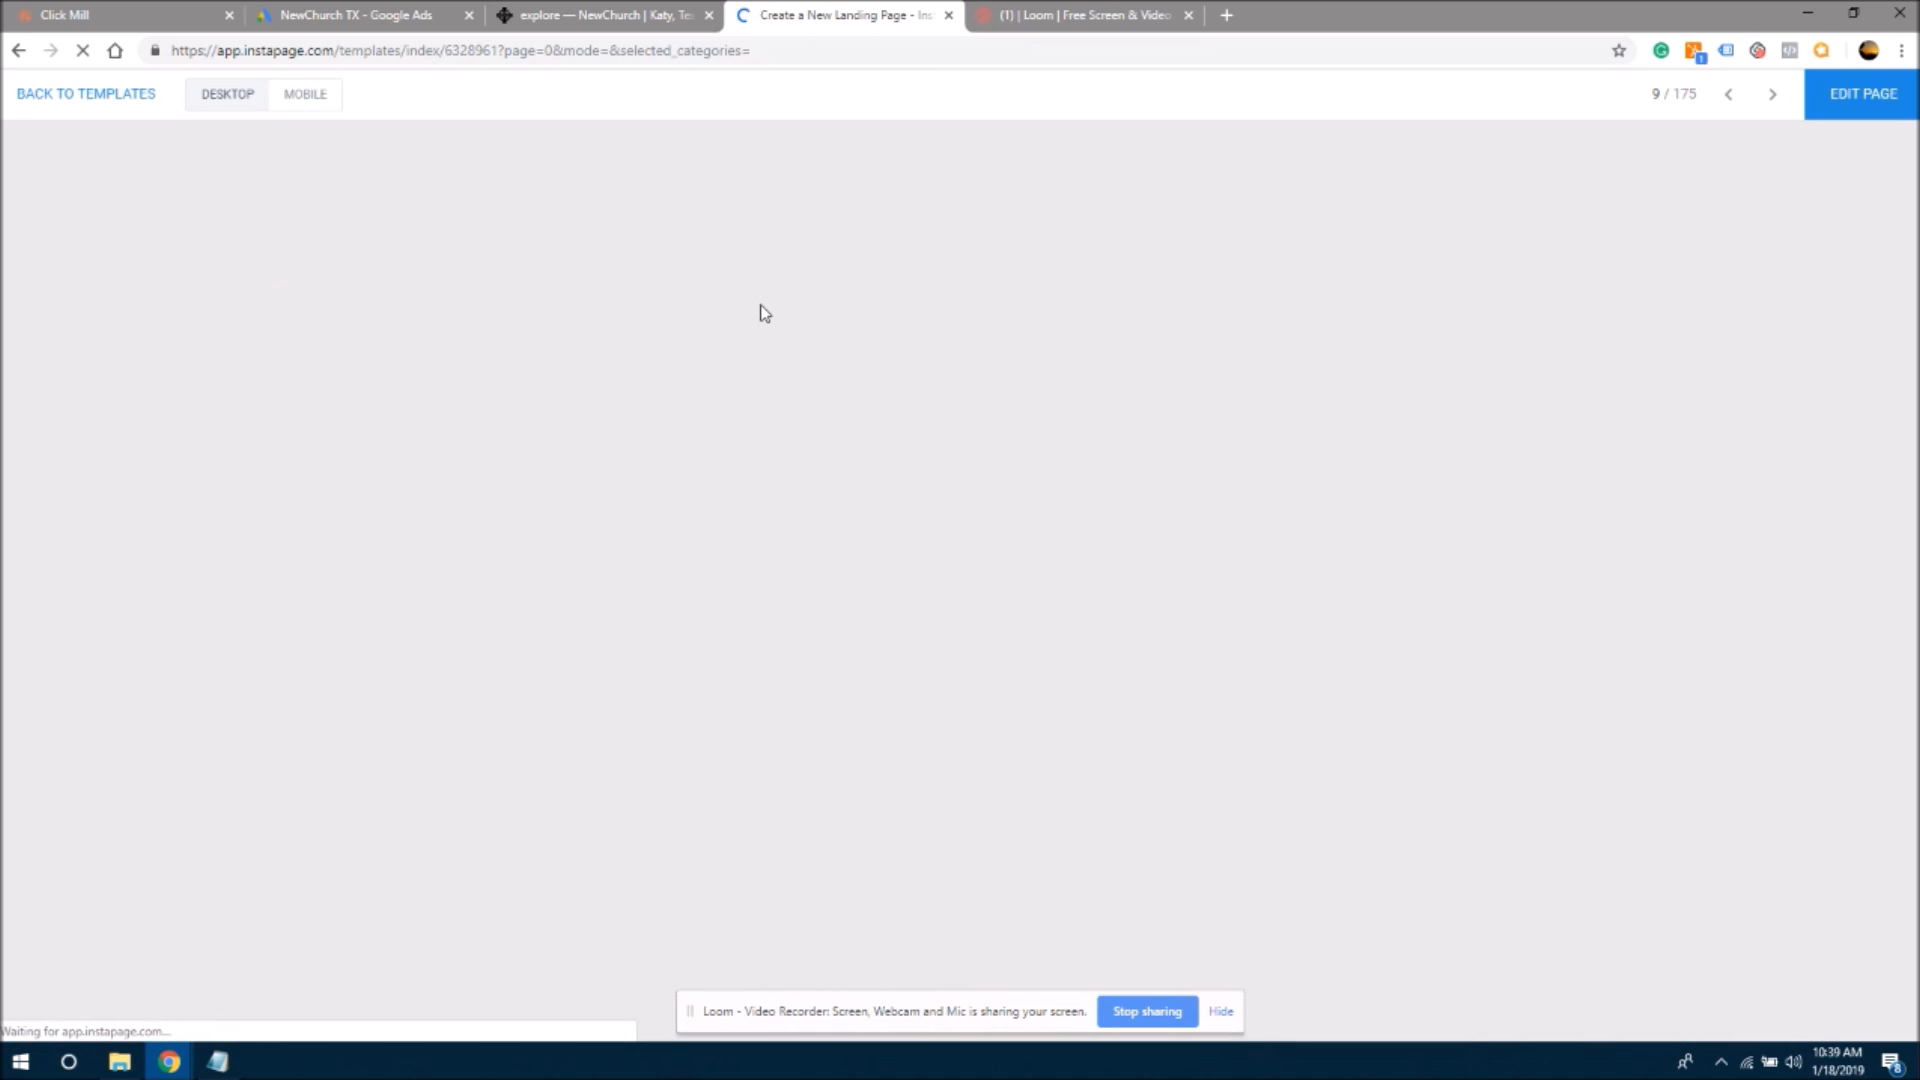 Click Mill
NewChurch TX - Google Ads
explore — NewChurch | Katy, Te
Create a New Landing Page - Ins
(1) | Loom | Free Screen & Video
https://app.instapage.com/templates/index/6328961?page=0&mode=&selected_categories=
1
BACK TO TEMPLATES
DESKTOP
MOBILE
9 / 175
EDIT PAGE
Loom - Video Recorder: Screen, Webcam and Mic is sharing your screen.
Stop sharing
Hide
Waiting for app.instapage.com...
10:39 AM
1/18/2019
8